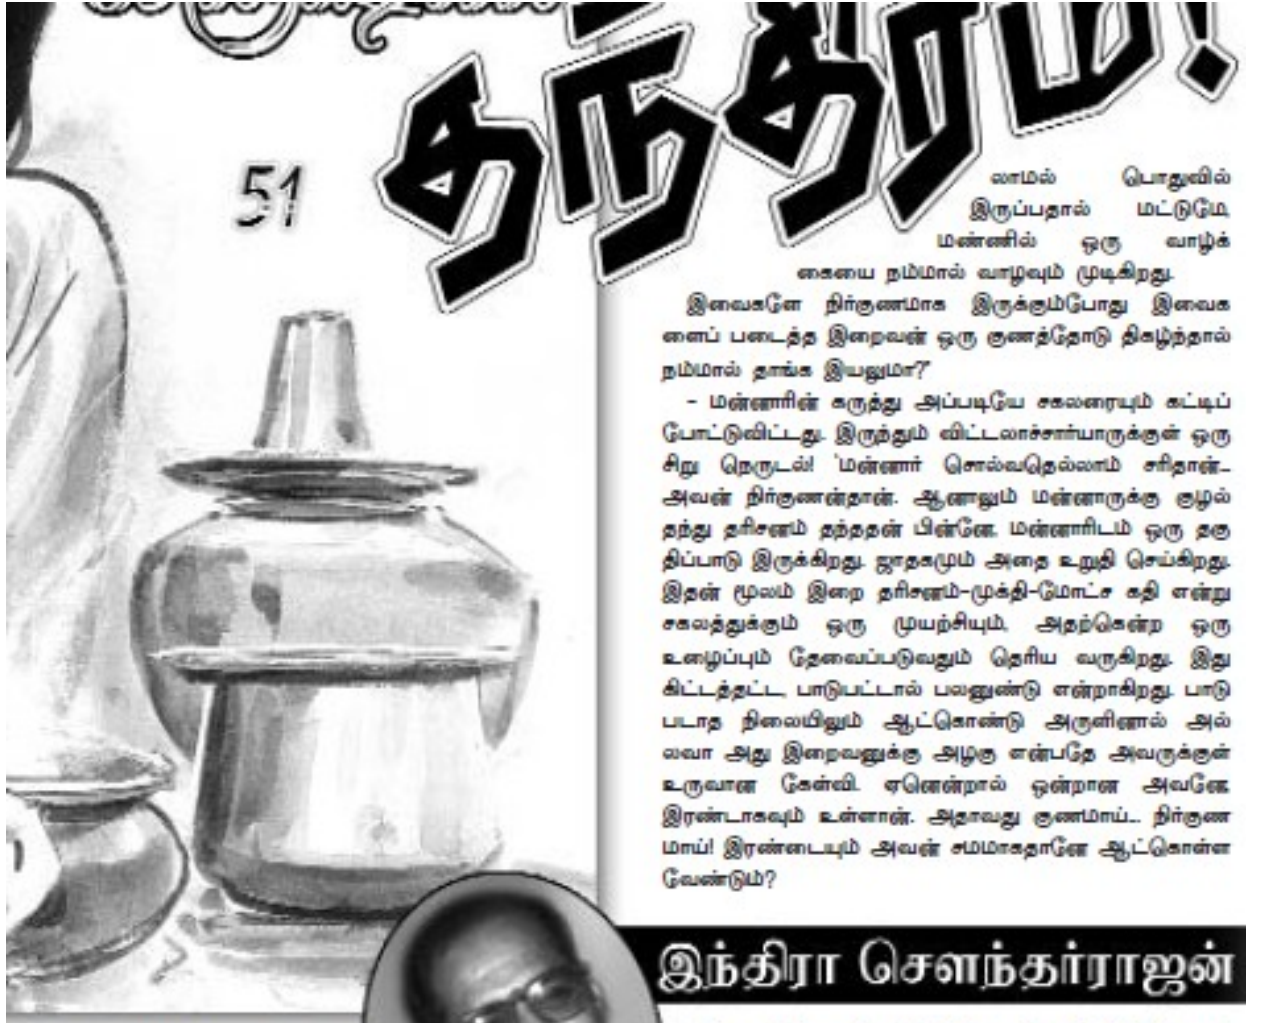 தந்திரம்!
51
லாமல் பொதுவில்
இருப்பதால் மட்டுமே,
மண்ணில் ஒரு வாழ்க்
கையை நம்மால் வாழவும் முடிகிறது.
இவைகளே நிர்குணமாக இருக்கும்போது இவைக
ளைப் படைத்த இறைவன் ஒரு குணத்தோடு திகழ்ந்தால்
நம்மால் தாங்க இயலுமா?"
- மன்னாரின் கருத்து அப்படியே சகலரையும் கட்டிப்
போட்டுவிட்டது. இருந்தும் விட்டலாச்சார்யாருக்குள் ஒரு
சிறு நெருடல்! 'மன்னார் சொல்வதெல்லாம் சரிதான்...
அவன் நிர்குணன்தான். ஆனாலும் மன்னாருக்கு குழல்
தந்து தரிசனம் தந்ததன் பின்னே, மன்னாரிடம் ஒரு தகு
திப்பாடு இருக்கிறது. ஜாதகமும் அதை உறுதி செய்கிறது.
இதன் மூலம் இறை தரிசனம்-முக்தி-மோட்ச கதி என்று
சகலத்துக்கும் ஒரு முயற்சியும், அதற்கென்ற ஒரு
உழைப்பும் தேவைப்படுவதும் தெரிய வருகிறது. இது
கிட்டத்தட்ட, பாடுபட்டால் பலனுண்டு என்றாகிறது. பாடு
படாத நிலையிலும் ஆட்கொண்டு அருளினால் அல்
லவா அது இறைவனுக்கு அழகு என்பதே அவருக்குள்
உருவான கேள்வி. ஏனென்றால் ஒன்றான அவனே,
இரண்டாகவும் உள்ளான். அதாவது குணமாய்... நிர்குண
மாய்! இரண்டையும் அவன் சமமாகதானே ஆட்கொள்ள
வேண்டும்?
இந்திரா சௌந்தர்ராஜன்